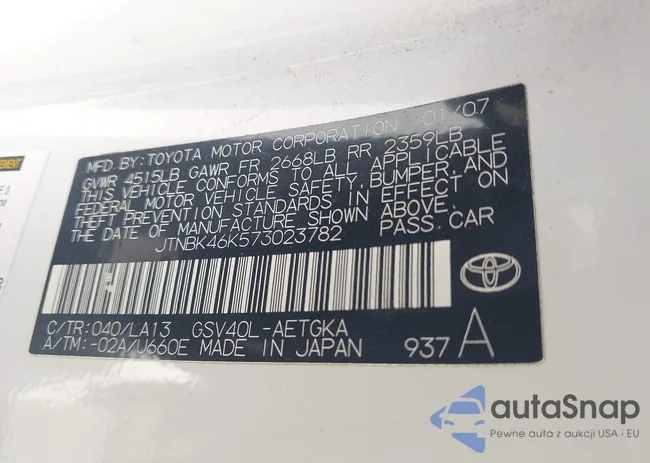 MFD. BY: TOYOTA MOTOR CORPORATION 01/07
GVWR 4515LB GAWR FR 2668LB RR 2359LB
THIS VEHICLE CONFORMS TO ALL APPLICABLE
FEDERAL MOTOR VEHICLE SAFETY, BUMPER, AND
THEFT PREVENTION STANDARDS IN EFFECT ON
THE DATE OF MANUFACTURE SHOWN ABOVE.
JTNBK46K573023782 PASS. CAR
C/TR: 040/LA13 GSV40L-AETGKA
A/TM: -02A/U660E MADE IN JAPAN 937 A
autaSnap
Pewne auta z aukcji USA i EU